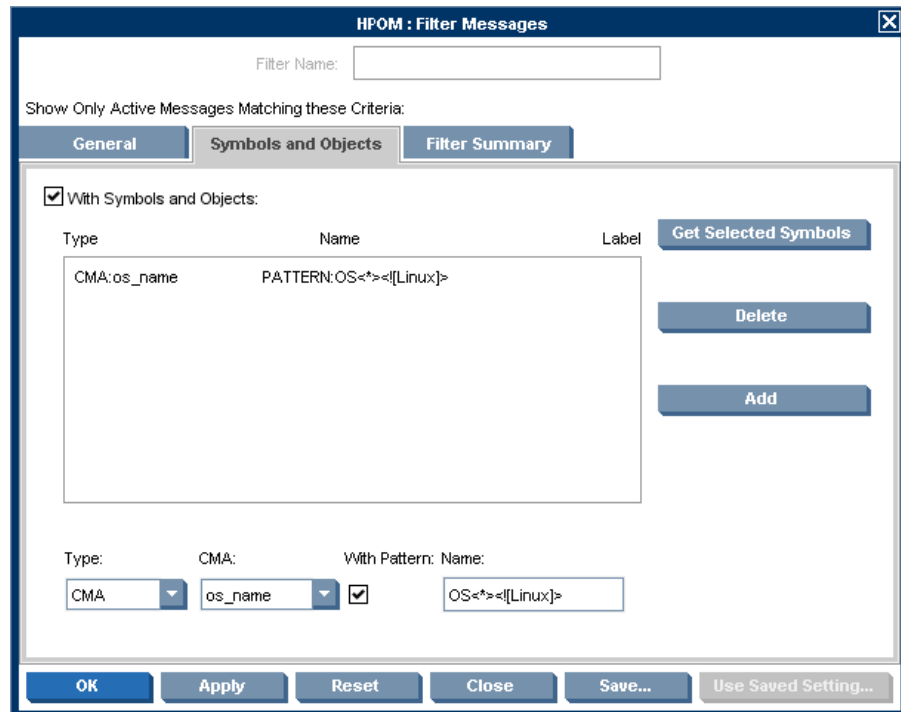 HPOM : Filter Messages
Filter Name:
Show Only Active Messages Matching these Criteria:
General Symbols and Objects Filter Summary
With Symbols and Objects:
Type Name Label Get Selected Symbols
CMA:os_name PATTERN:OS<*><![Linux]>
Delete
Add
Type: CMA: With Pattern: Name:
CMA os_name OS<*><![Linux]>
OK Apply Reset Close Save... Use Saved Setting...